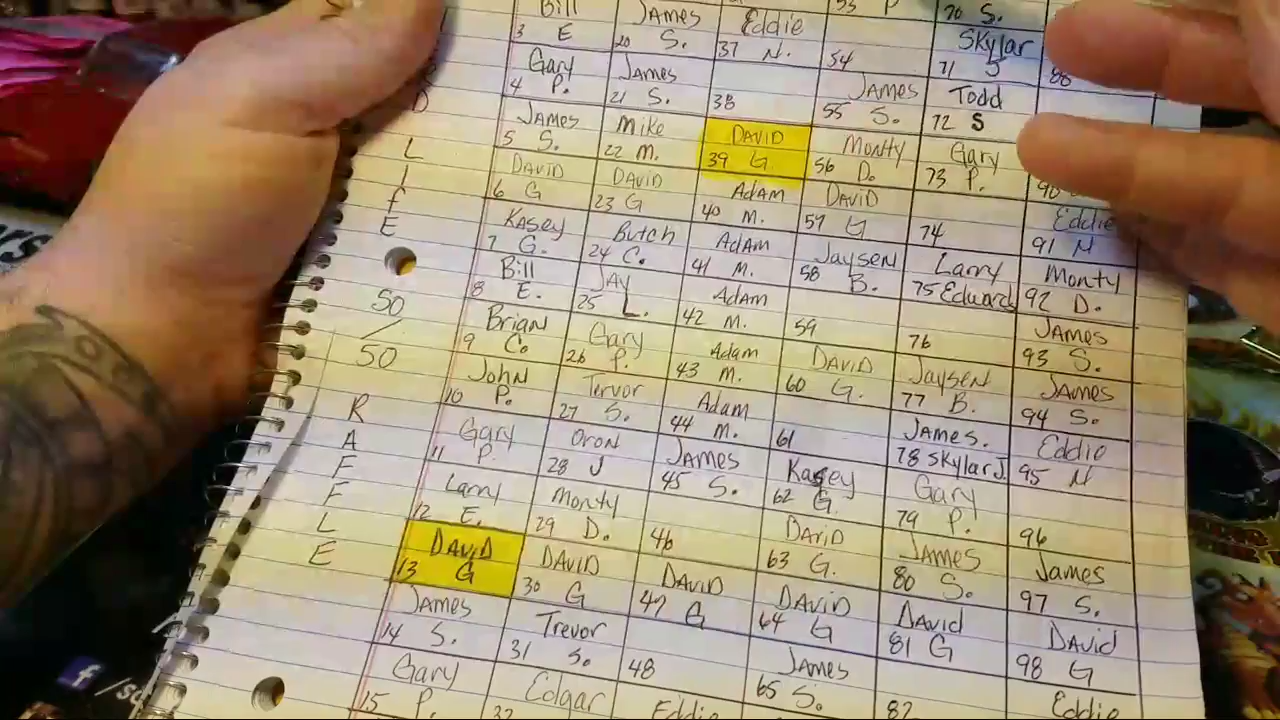 Bill
3 E
Gary
4 P.
James
5 S.
DAVID
6 G
Kasey
7 G.
Bill
8 E.
Brian
9 C.
John
10 P.
Gary
11 P.
Larry
12 E.
DAVID
13 G
James
14 S.
Gary
15 P.
James
20 S.
James
21 S.
Mike
22 M.
DAVID
23 G
Butch
24 C.
JAY
25 L.
Gary
26 P.
Trevor
27 S.
Oron
28 J
Monty
29 D.
DAVID
30 G
Trevor
31 S.
Edgar
32
Eddie
37 N.
38
DAVID
39 G
Adam
40 M.
Adam
41 M.
Adam
42 M.
Adam
43 M.
Adam
44 M.
James
45 S.
46
DAVID
47 G
48
Eddie
53 P
54
James
55 S.
Monty
56 D.
DAVID
57 G
Jaysen
58 B.
59
DAVID
60 G.
61
Kasey
62 G.
DAVID
63 G.
DAVID
64 G
James
65 S.
70 S.
Skylar
71 J
Todd
72 S
Gary
73 P.
74
Larry
75 Edward
76
Jaysen
77 B.
James.
78 Skylar J.
Gary
79 P.
James
80 S.
David
81 G
82
88
90
Eddie
91 N
Monty
92 D.
James
93 S.
James
94 S.
Eddie
95 N
96
James
97 S.
David
98 G
Eddie
D
L
I
f
E
50
/
50
R
A
F
F
L
E